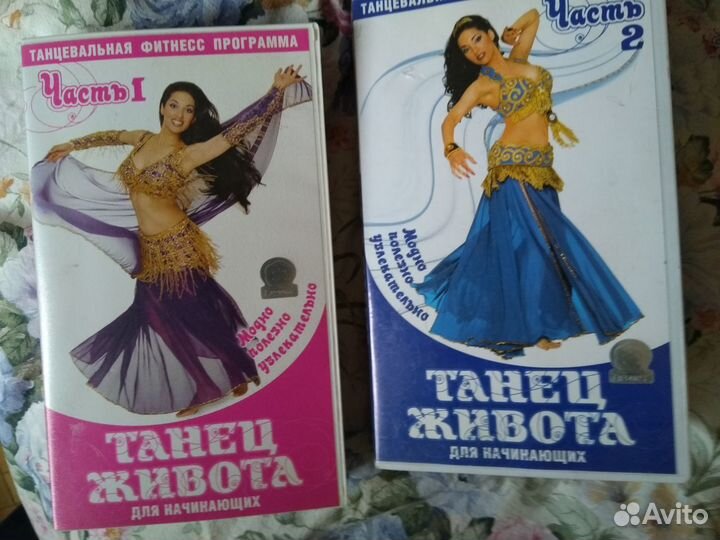 ТАНЦЕВАЛЬНАЯ ФИТНЕСС ПРОГРАММА
Часть 1
Модно
полезно
увлекательно
ТАНЕЦ
ЖИВОТА
ДЛЯ НАЧИНАЮЩИХ
ТАНЦЕВАЛЬНАЯ
Часть
2
Модно
полезно
увлекательно
ТАНЕЦ
ЖИВОТА
ДЛЯ НАЧИНАЮЩИХ
Avito